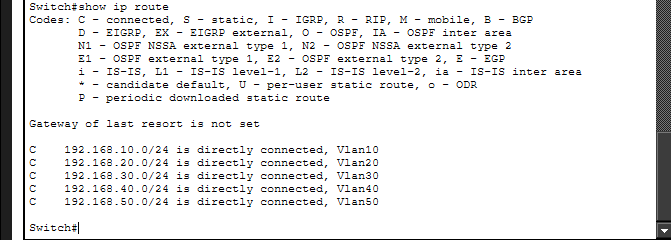 Switch#show ip route
Codes: C - connected, S - static, I - IGRP, R - RIP, M - mobile, B - BGP
D - EIGRP, EX - EIGRP external, O - OSPF, IA - OSPF inter area
N1 - OSPF NSSA external type 1, N2 - OSPF NSSA external type 2
E1 - OSPF external type 1, E2 - OSPF external type 2, E - EGP
i - IS-IS, L1 - IS-IS level-1, L2 - IS-IS level-2, ia - IS-IS inter area
* - candidate default, U - per-user static route, o - ODR
P - periodic downloaded static route
Gateway of last resort is not set
C 192.168.10.0/24 is directly connected, Vlan10
C 192.168.20.0/24 is directly connected, Vlan20
C 192.168.30.0/24 is directly connected, Vlan30
C 192.168.40.0/24 is directly connected, Vlan40
C 192.168.50.0/24 is directly connected, Vlan50
Switch#